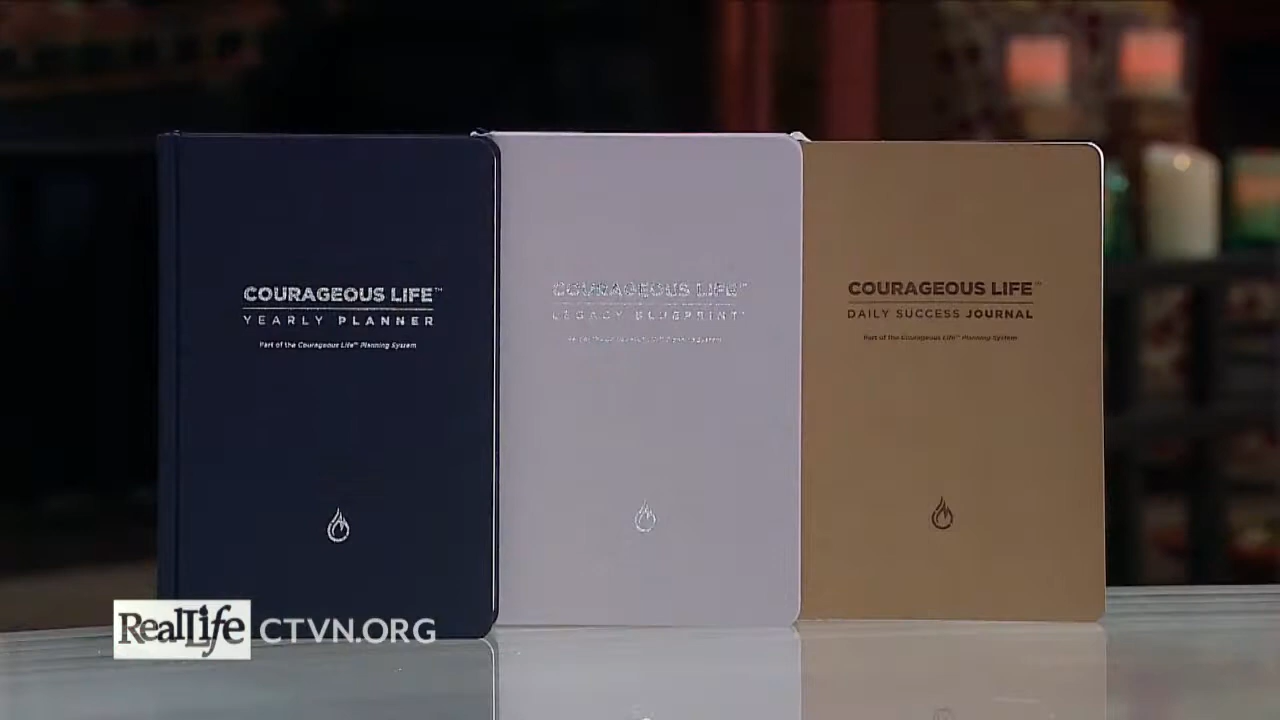 COURAGEOUS LIFE™
YEARLY PLANNER
Part of the Courageous Life™ Planning System
COURAGEOUS LIFE™
LEGACY BLUEPRINT
COURAGEOUS LIFE™
DAILY SUCCESS JOURNAL
Part of the Courageous Life™ Planning System
RealLife CTVN.ORG